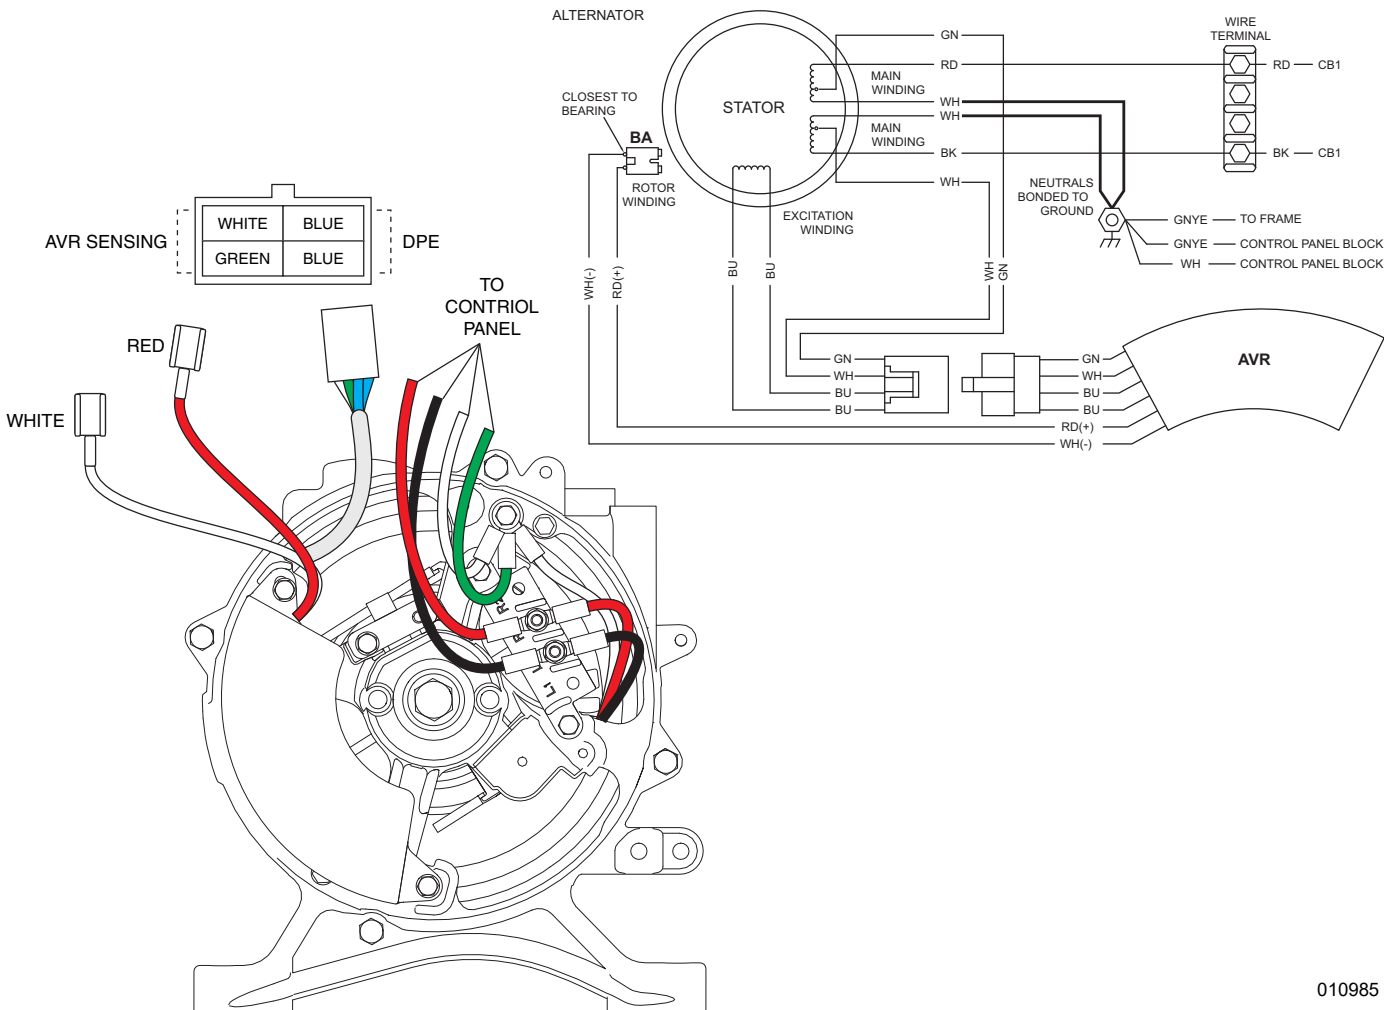 ALTERNATOR
STATOR
CLOSEST TO
BEARING
BA
ROTOR
WINDING
EXCITATION
WINDING
MAIN
WINDING
MAIN
WINDING
GN
RD
WH
WH
BK
WH
WIRE
TERMINAL
RD
CB1
BK
CB1
NEUTRALS
BONDED TO
GROUND
GNYE
TO FRAME
GNYE
CONTROL PANEL BLOCK
WH
CONTROL PANEL BLOCK
WH(-)
RD(+)
BU
BU
WH
GN
GN
WH
BU
BU
GN
WH
BU
BU
RD(+)
WH(-)
AVR
AVR SENSING
WHITE
BLUE
GREEN
BLUE
DPE
TO
CONTRIOL
PANEL
RED
WHITE
L1
010985